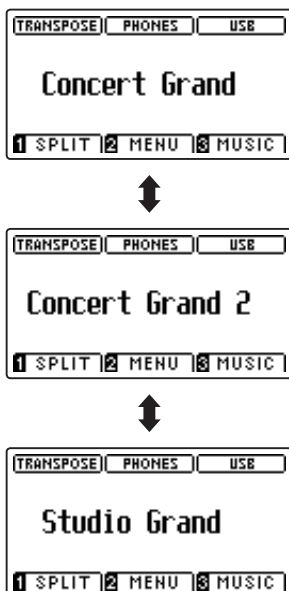 TRANSPOSE PHONES USB
Concert Grand
1 SPLIT 2 MENU 3 MUSIC
TRANSPOSE PHONES USB
Concert Grand 2
1 SPLIT 2 MENU 3 MUSIC
TRANSPOSE PHONES USB
Studio Grand
1 SPLIT 2 MENU 3 MUSIC